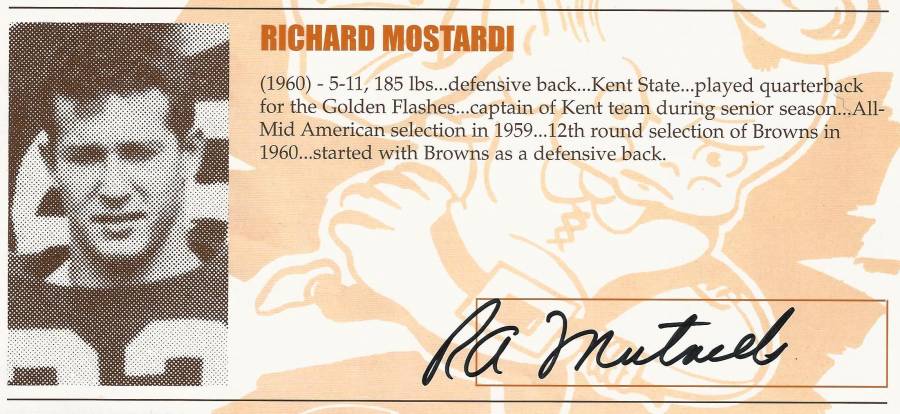 RICHARD MOSTARDI
(1960) - 5-11, 185 lbs...defensive back...Kent State...played quarterback
for the Golden Flashes...captain of Kent team during senior season...All-
Mid American selection in 1959...12th round selection of Browns in
1960...started with Browns as a defensive back.
RA